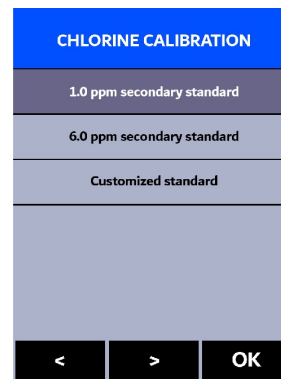 CHLORINE CALIBRATION
1.0 ppm secondary standard
6.0 ppm secondary standard
Customized standard
< > OK